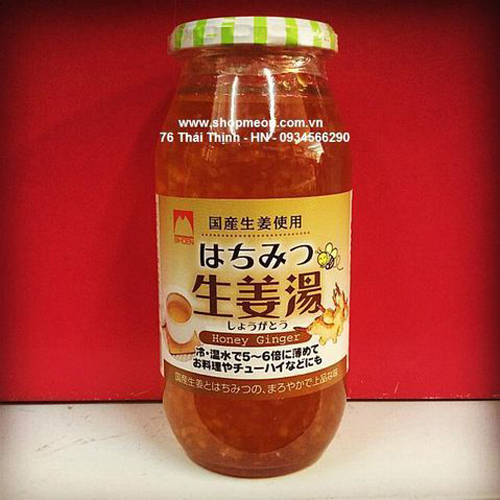 www.shopmeori.com.vn
76 Thái Thịnh - HN - 0934566290
国産生姜使用
SHOEN
はちみつ
生姜湯
しょうがとう
Honey Ginger
冷・温水で5～6倍に薄めて
お料理やチューハイなどにも
国産生姜とはちみつの、まろやかで上品な味